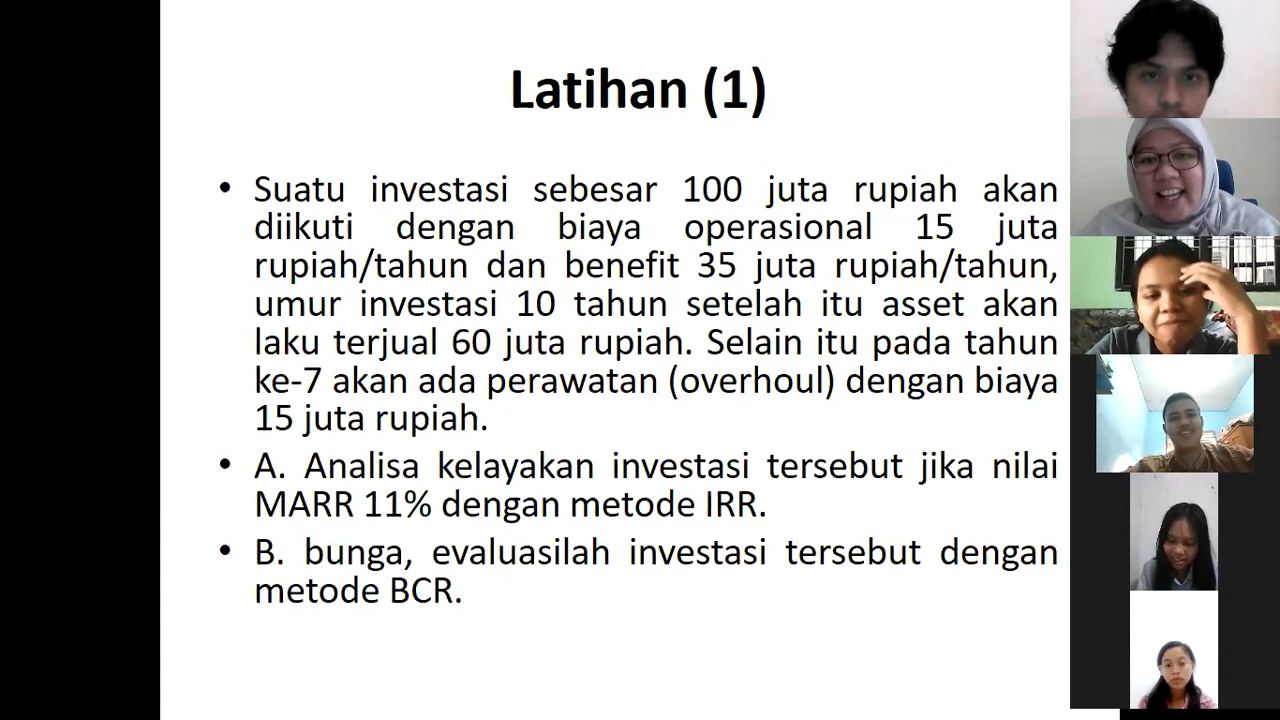 Latihan (1)
• Suatu investasi sebesar 100 juta rupiah akan
diikuti dengan biaya operasional 15 juta
rupiah/tahun dan benefit 35 juta rupiah/tahun,
umur investasi 10 tahun setelah itu asset akan
laku terjual 60 juta rupiah. Selain itu pada tahun
ke-7 akan ada perawatan (overhoul) dengan biaya
15 juta rupiah.
• A. Analisa kelayakan investasi tersebut jika nilai
MARR 11% dengan metode IRR.
• B. bunga, evaluasilah investasi tersebut dengan
metode BCR.